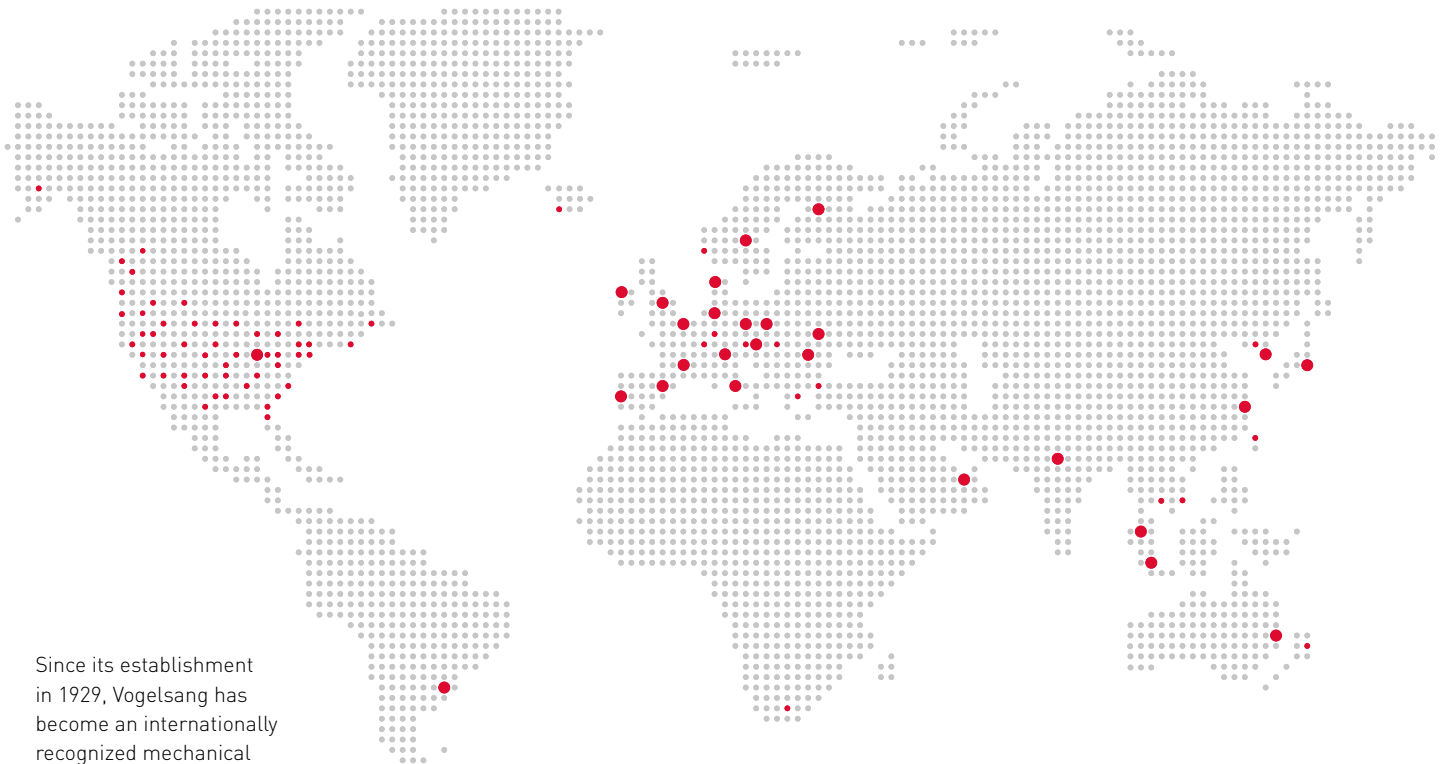 Since its establishment
in 1929, Vogelsang has
become an internationally
recognized mechanical